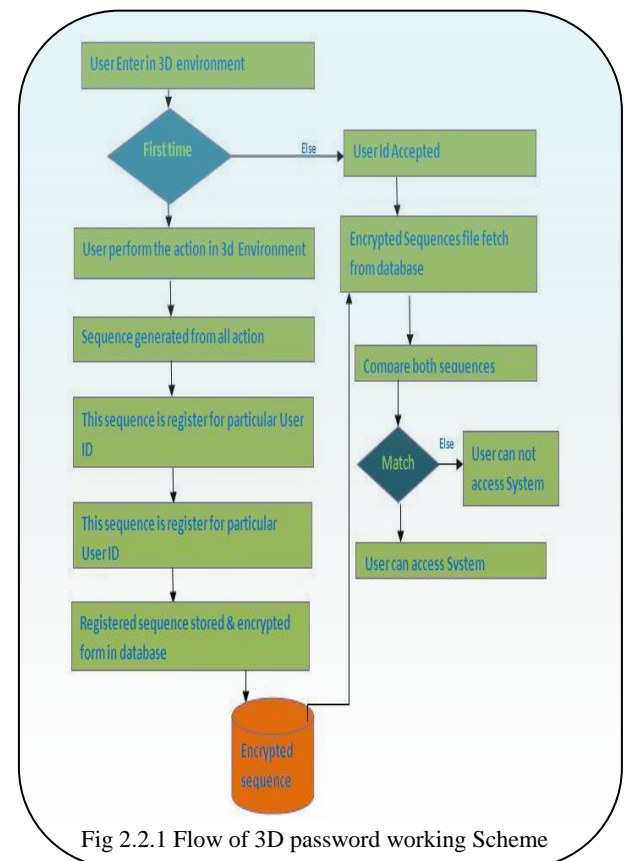 User Enter in 3D environment
First time
Else
User Id Accepted
User perform the action in 3d Environment
Encrypted Sequences file fetch
from database
Sequence generated from all action
Compare both sequences
This sequence is register for particular User
ID
Match
Else
User can not
access System
This sequence is register for particular
User ID
User can access System
Registered sequence stored & encrypted
form in database
Encrypted
sequence
Fig 2.2.1 Flow of 3D password working Scheme